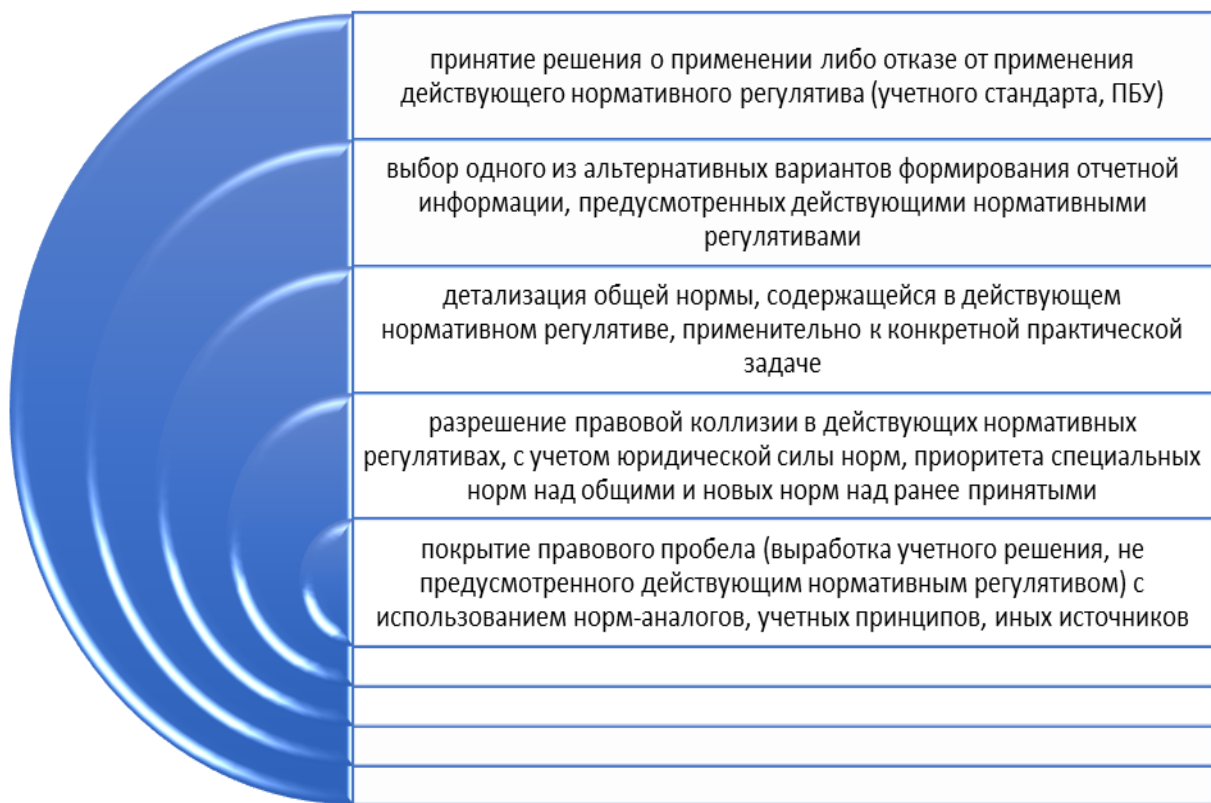 принятие решения о применении либо отказе от применения
действующего нормативного регулятива (учетного стандарта, ПБУ)
выбор одного из альтернативных вариантов формирования отчетной
информации, предусмотренных действующими нормативными
регулятивами
детализация общей нормы, содержащейся в действующем
нормативном регулятиве, применительно к конкретной практической
задаче
разрешение правовой коллизии в действующих нормативных
регулятивах, с учетом юридической силы норм, приоритета специальных
норм над общими и новых норм над ранее принятыми
покрытие правового пробела (выработка учетного решения, не
предусмотренного действующим нормативным регулятивом) с
использованием норм-аналогов, учетных принципов, иных источников